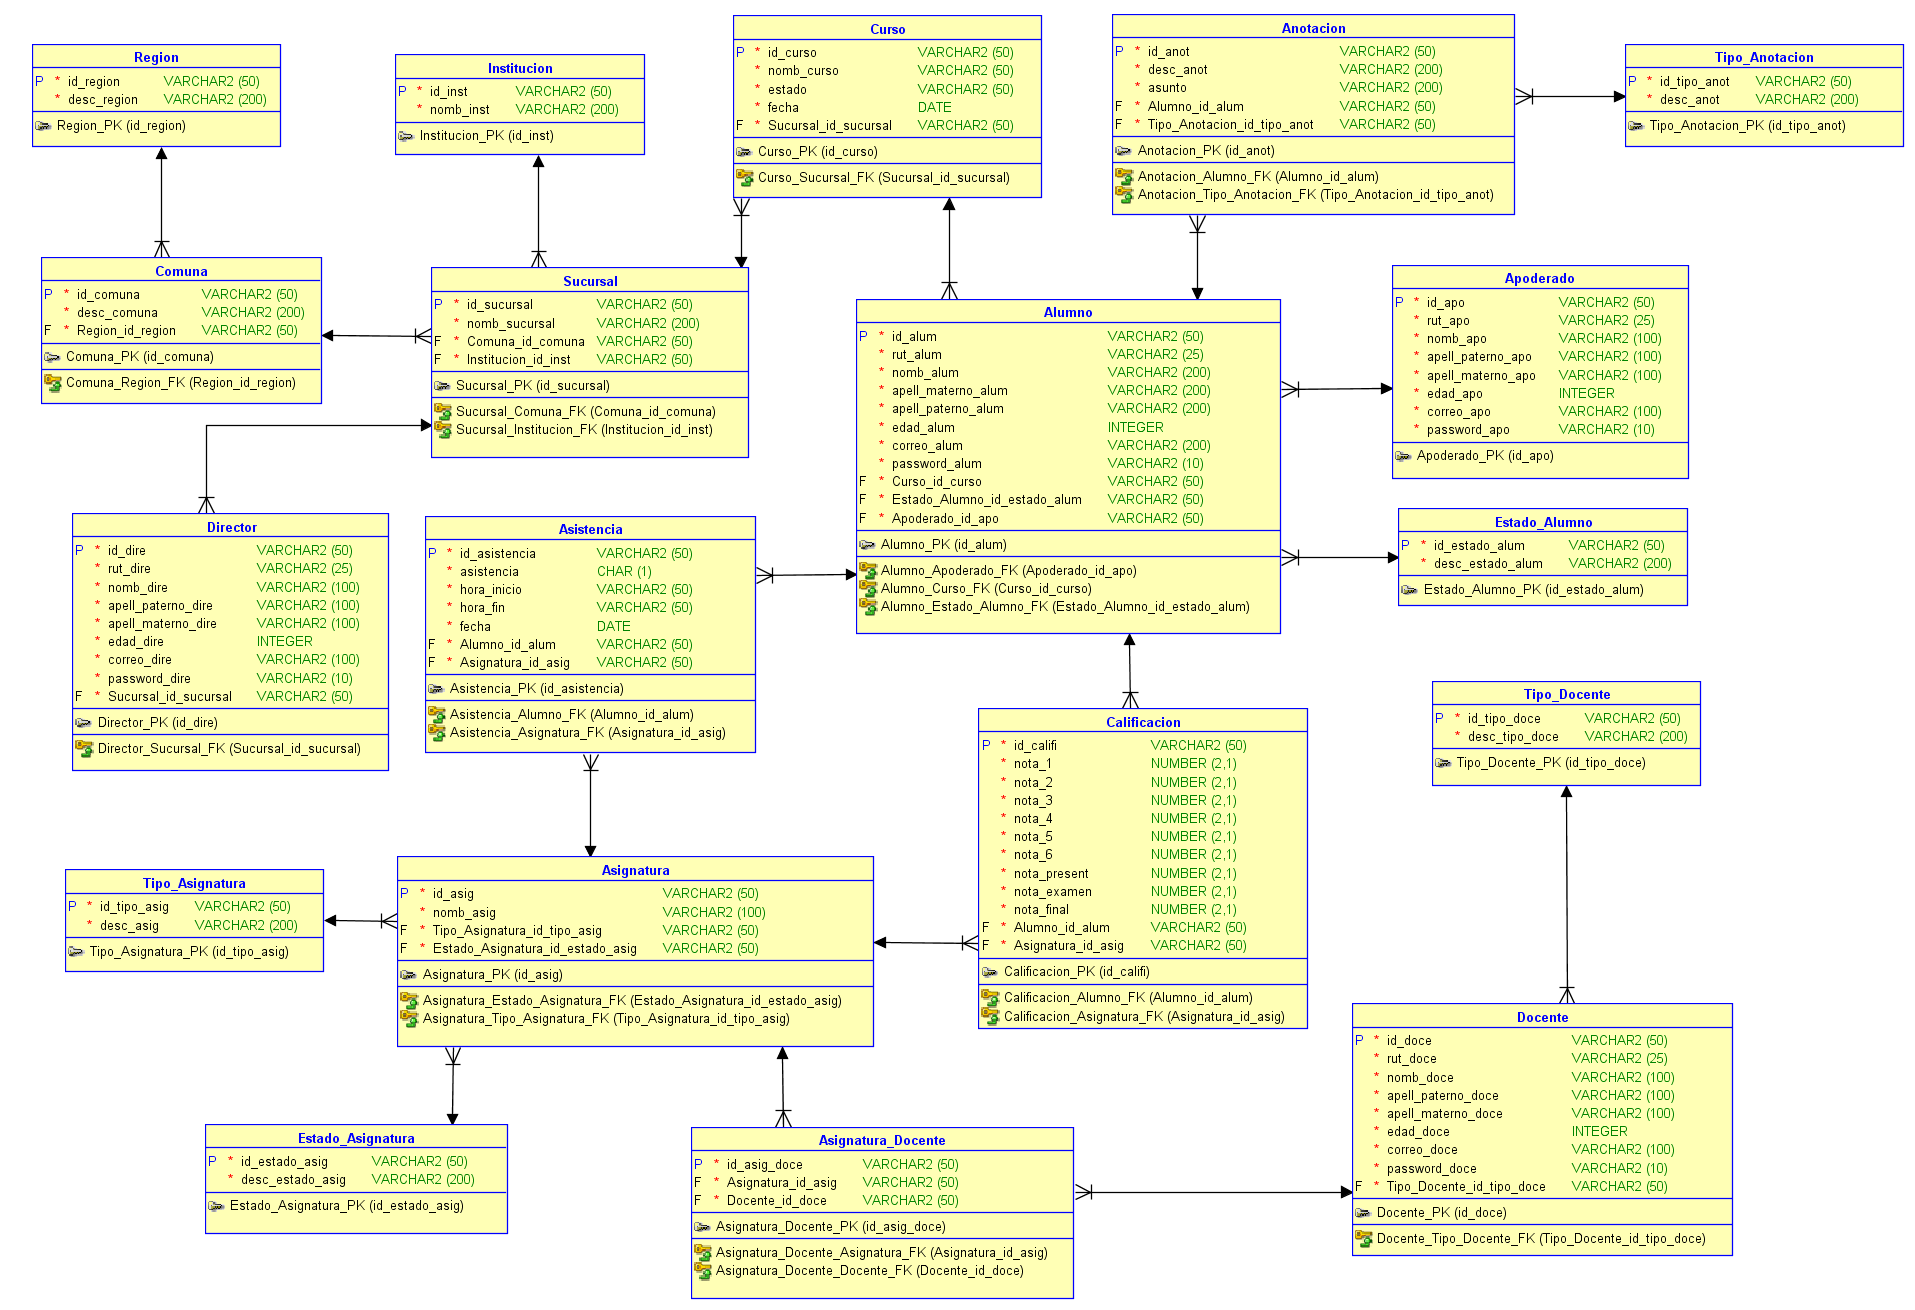 Region
P * id_region VARCHAR2 (50)
* desc_region VARCHAR2 (200)
Region_PK (id_region)
Institucion
P * id_inst VARCHAR2 (50)
* nomb_inst VARCHAR2 (200)
Institucion_PK (id_inst)
Curso
P * id_curso VARCHAR2 (50)
* nomb_curso VARCHAR2 (50)
* estado VARCHAR2 (50)
* fecha DATE
F * Sucursal_id_sucursal VARCHAR2 (50)
Curso_PK (id_curso)
Curso_Sucursal_FK (Sucursal_id_sucursal)
Anotacion
P * id_anot VARCHAR2 (50)
* desc_anot VARCHAR2 (200)
* asunto VARCHAR2 (200)
F * Alumno_id_alum VARCHAR2 (50)
F * Tipo_Anotacion_id_tipo_anot VARCHAR2 (50)
Anotacion_PK (id_anot)
Anotacion_Alumno_FK (Alumno_id_alum)
Anotacion_Tipo_Anotacion_FK (Tipo_Anotacion_id_tipo_anot)
Tipo_Anotacion
P * id_tipo_anot VARCHAR2 (50)
* desc_anot VARCHAR2 (200)
Tipo_Anotacion_PK (id_tipo_anot)
Comuna
P * id_comuna VARCHAR2 (50)
* desc_comuna VARCHAR2 (200)
F * Region_id_region VARCHAR2 (50)
Comuna_PK (id_comuna)
Comuna_Region_FK (Region_id_region)
Sucursal
P * id_sucursal VARCHAR2 (50)
* nomb_sucursal VARCHAR2 (200)
F * Comuna_id_comuna VARCHAR2 (50)
F * Institucion_id_inst VARCHAR2 (50)
Sucursal_PK (id_sucursal)
Sucursal_Comuna_FK (Comuna_id_comuna)
Sucursal_Institucion_FK (Institucion_id_inst)
Alumno
P * id_alum VARCHAR2 (50)
* rut_alum VARCHAR2 (25)
* nomb_alum VARCHAR2 (200)
* apell_materno_alum VARCHAR2 (200)
* apell_paterno_alum VARCHAR2 (200)
* edad_alum INTEGER
* correo_alum VARCHAR2 (200)
* password_alum VARCHAR2 (10)
F * Curso_id_curso VARCHAR2 (50)
F * Estado_Alumno_id_estado_alum VARCHAR2 (50)
F * Apoderado_id_apo VARCHAR2 (50)
Alumno_PK (id_alum)
Alumno_Apoderado_FK (Apoderado_id_apo)
Alumno_Curso_FK (Curso_id_curso)
Alumno_Estado_Alumno_FK (Estado_Alumno_id_estado_alum)
Apoderado
P * id_apo VARCHAR2 (50)
* rut_apo VARCHAR2 (25)
* nomb_apo VARCHAR2 (100)
* apell_paterno_apo VARCHAR2 (100)
* apell_materno_apo VARCHAR2 (100)
* edad_apo INTEGER
* correo_apo VARCHAR2 (100)
* password_apo VARCHAR2 (10)
Apoderado_PK (id_apo)
Director
P * id_dire VARCHAR2 (50)
* rut_dire VARCHAR2 (25)
* nomb_dire VARCHAR2 (100)
* apell_paterno_dire VARCHAR2 (100)
* apell_materno_dire VARCHAR2 (100)
* edad_dire INTEGER
* correo_dire VARCHAR2 (100)
* password_dire VARCHAR2 (10)
F * Sucursal_id_sucursal VARCHAR2 (50)
Director_PK (id_dire)
Director_Sucursal_FK (Sucursal_id_sucursal)
Asistencia
P * id_asistencia VARCHAR2 (50)
* asistencia CHAR (1)
* hora_inicio VARCHAR2 (50)
* hora_fin VARCHAR2 (50)
* fecha DATE
F * Alumno_id_alum VARCHAR2 (50)
F * Asignatura_id_asig VARCHAR2 (50)
Asistencia_PK (id_asistencia)
Asistencia_Alumno_FK (Alumno_id_alum)
Asistencia_Asignatura_FK (Asignatura_id_asig)
Estado_Alumno
P * id_estado_alum VARCHAR2 (50)
* desc_estado_alum VARCHAR2 (200)
Estado_Alumno_PK (id_estado_alum)
Calificacion
P * id_califi VARCHAR2 (50)
* nota_1 NUMBER (2,1)
* nota_2 NUMBER (2,1)
* nota_3 NUMBER (2,1)
* nota_4 NUMBER (2,1)
* nota_5 NUMBER (2,1)
* nota_6 NUMBER (2,1)
* nota_present NUMBER (2,1)
* nota_examen NUMBER (2,1)
* nota_final NUMBER (2,1)
F * Alumno_id_alum VARCHAR2 (50)
F * Asignatura_id_asig VARCHAR2 (50)
Calificacion_PK (id_califi)
Calificacion_Alumno_FK (Alumno_id_alum)
Calificacion_Asignatura_FK (Asignatura_id_asig)
Tipo_Docente
P * id_tipo_doce VARCHAR2 (50)
* desc_tipo_doce VARCHAR2 (200)
Tipo_Docente_PK (id_tipo_doce)
Tipo_Asignatura
P * id_tipo_asig VARCHAR2 (50)
* desc_asig VARCHAR2 (200)
Tipo_Asignatura_PK (id_tipo_asig)
Asignatura
P * id_asig VARCHAR2 (50)
* nomb_asig VARCHAR2 (100)
F * Tipo_Asignatura_id_tipo_asig VARCHAR2 (50)
F * Estado_Asignatura_id_estado_asig VARCHAR2 (50)
Asignatura_PK (id_asig)
Asignatura_Estado_Asignatura_FK (Estado_Asignatura_id_estado_asig)
Asignatura_Tipo_Asignatura_FK (Tipo_Asignatura_id_tipo_asig)
Docente
P * id_doce VARCHAR2 (50)
* rut_doce VARCHAR2 (25)
* nomb_doce VARCHAR2 (100)
* apell_paterno_doce VARCHAR2 (100)
* apell_materno_doce VARCHAR2 (100)
* edad_doce INTEGER
* correo_doce VARCHAR2 (100)
* password_doce VARCHAR2 (10)
F * Tipo_Docente_id_tipo_doce VARCHAR2 (50)
Docente_PK (id_doce)
Docente_Tipo_Docente_FK (Tipo_Docente_id_tipo_doce)
Estado_Asignatura
P * id_estado_asig VARCHAR2 (50)
* desc_estado_asig VARCHAR2 (200)
Estado_Asignatura_PK (id_estado_asig)
Asignatura_Docente
P * id_asig_doce VARCHAR2 (50)
F * Asignatura_id_asig VARCHAR2 (50)
F * Docente_id_doce VARCHAR2 (50)
Asignatura_Docente_PK (id_asig_doce)
Asignatura_Docente_Asignatura_FK (Asignatura_id_asig)
Asignatura_Docente_Docente_FK (Docente_id_doce)